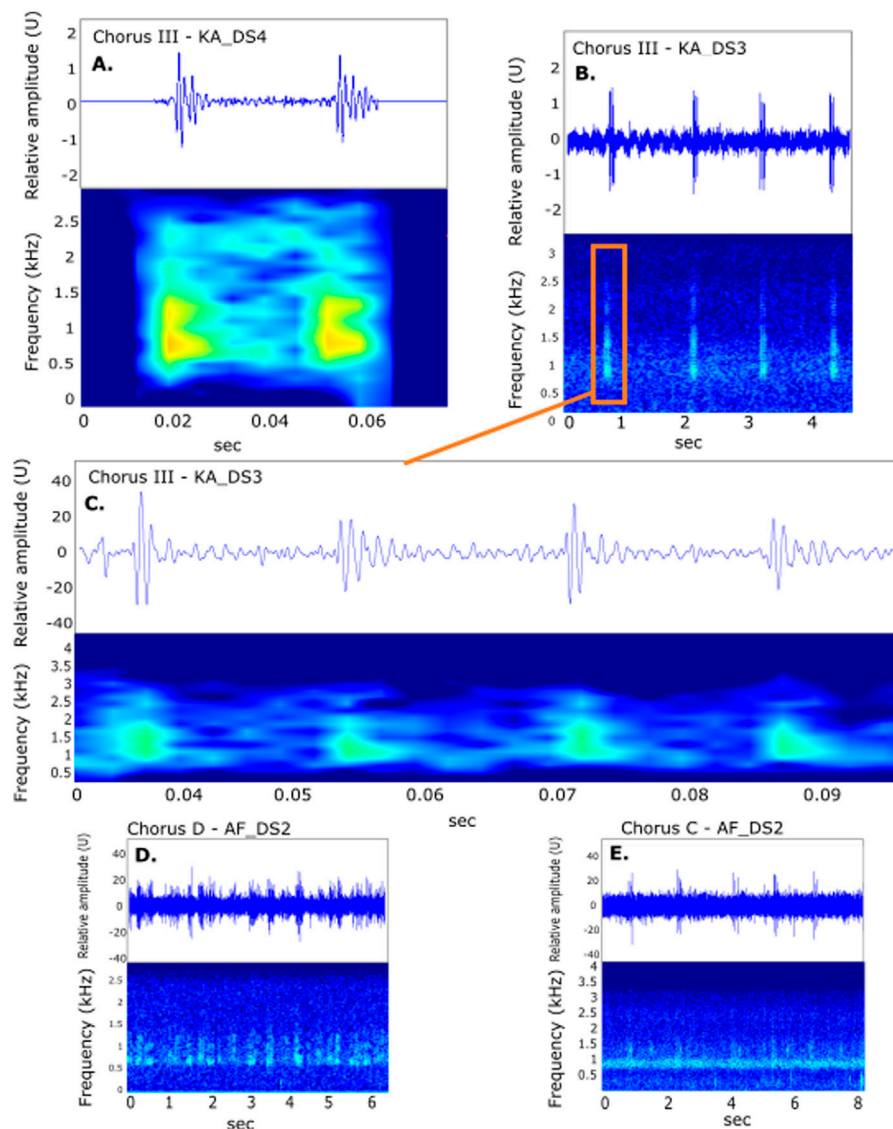 Chorus III - KA_DS4
A.
Relative amplitude (U)
2
1
0
-1
-2
Frequency (kHz)
2.5
2
1.5
1
0.5
0
0 0.02 0.04 0.06
sec
Chorus III - KA_DS3
B.
Relative amplitude (U)
2
1
0
-1
-2
Frequency (kHz)
3
2.5
2
1.5
1
0.5
0
0 1 2 3 4
sec
Chorus III - KA_DS3
C.
Relative amplitude (U)
40
20
0
-20
-40
Frequency (kHz)
4
3.5
3
2.5
2
1.5
1
0.5
0 0.04 0.05 0.06 0.07 0.08 0.09
sec
Chorus D - AF_DS2
D.
Relative amplitude (U)
40
20
0
-20
-40
Frequency (kHz)
2.5
2
1.5
1
0.5
0
0 1 2 3 4 5 6
sec
Chorus C - AF_DS2
E.
Relative amplitude (U)
40
20
0
-20
-40
Frequency (kHz)
4
3.5
3
2.5
2
1.5
1
0.5
0
0 2 4 6 8
sec